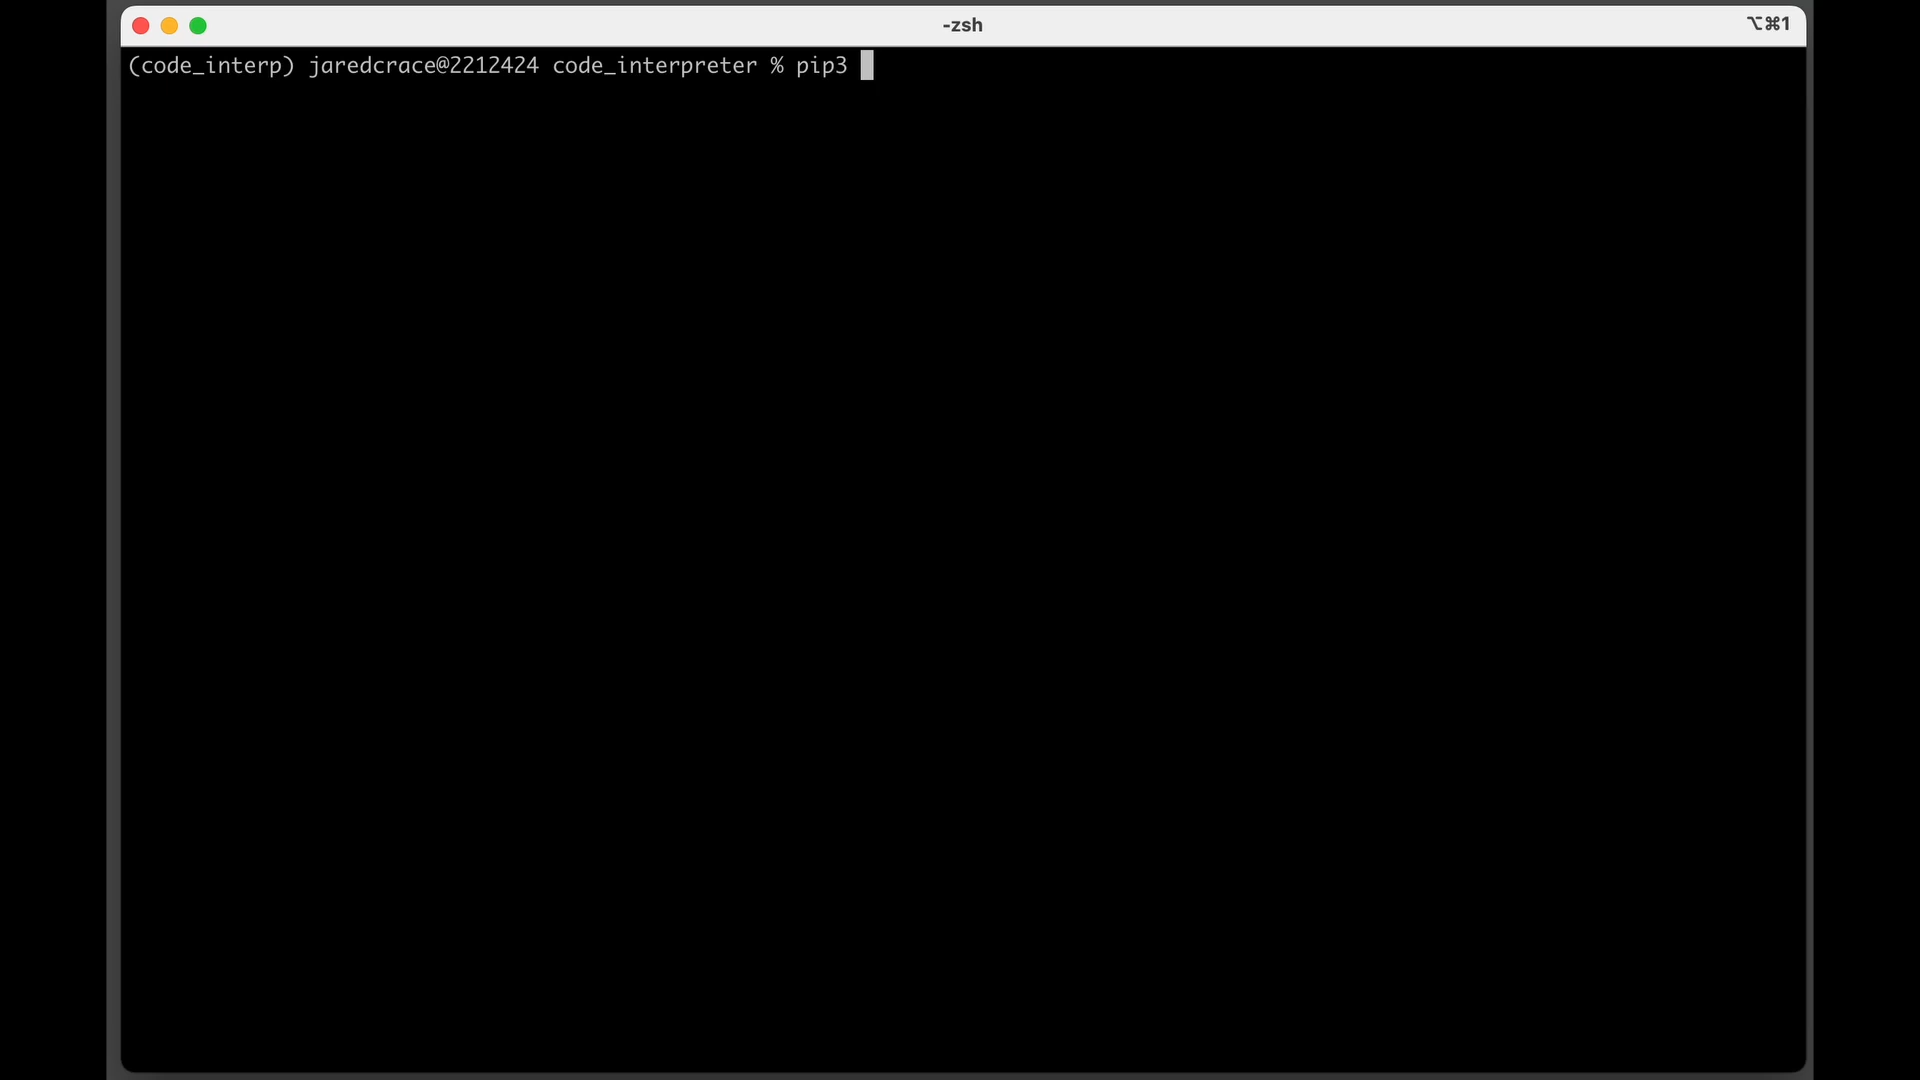 -zsh
⌥⌘1
(code_interp) jaredcrace@2212424 code_interpreter % pip3